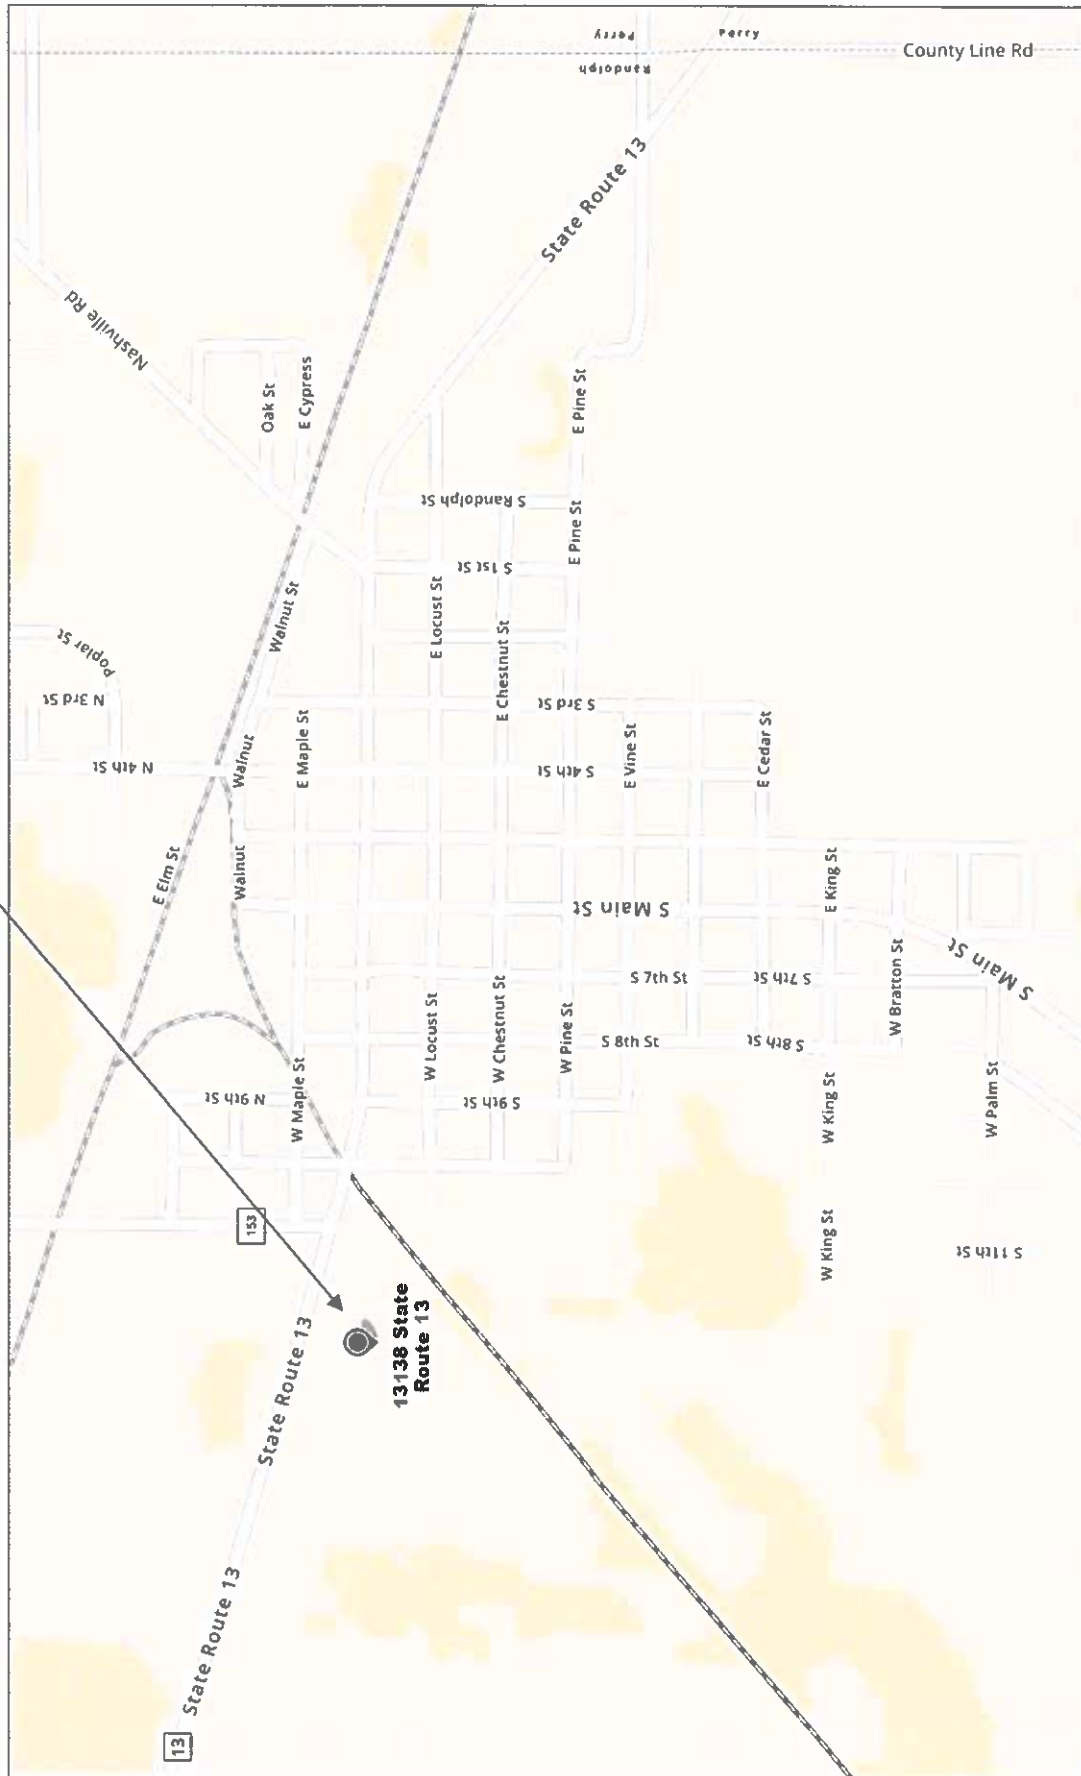 County Line Rd
Perry
Perry
Randolph
State Route 13
Nashville Rd
Oak St
E Cypress
E Pine St
S Randolph St
E Pine St
S 1st St
Walnut St
E Locust St
E Chestnut St
Poplar St
N 3rd St
S 3rd St
N 4th St
Walnut
E Maple St
S 4th St
E Vine St
E Cedar St
E Elm St
Walnut
S Main St
E King St
S Main St
S 7th St
S 7th St
W Bratton St
W Locust St
W Chestnut St
W Pine St
S 8th St
S 8th St
N 9th St
W Maple St
S 9th St
W King St
W Palm St
153
W King St
S 11th St
State Route 13
13138 State
Route 13
State Route 13
13